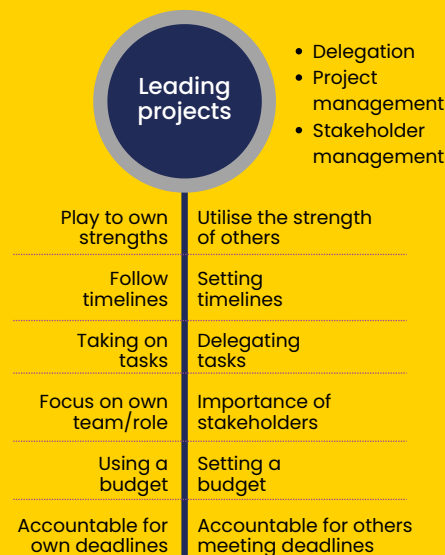 Leading
projects
• Delegation
• Project
management
• Stakeholder
management
Play to own
strengths
Utilise the strength
of others
Follow
timelines
Setting
timelines
Taking on
tasks
Delegating
tasks
Focus on own
team/role
Importance of
stakeholders
Using a
budget
Setting a
budget
Accountable for
own deadlines
Accountable for others
meeting deadlines